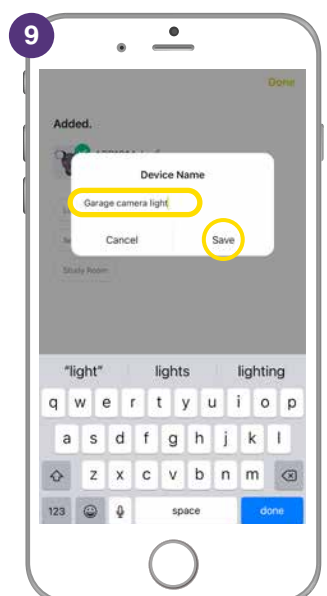 9
Done
Added.
Device Name
Garage camera light
Cancel Save
Study Room
"light" lights lighting
q w e r t y u i o p
a s d f g h j k l
z x c v b n m
123 space done